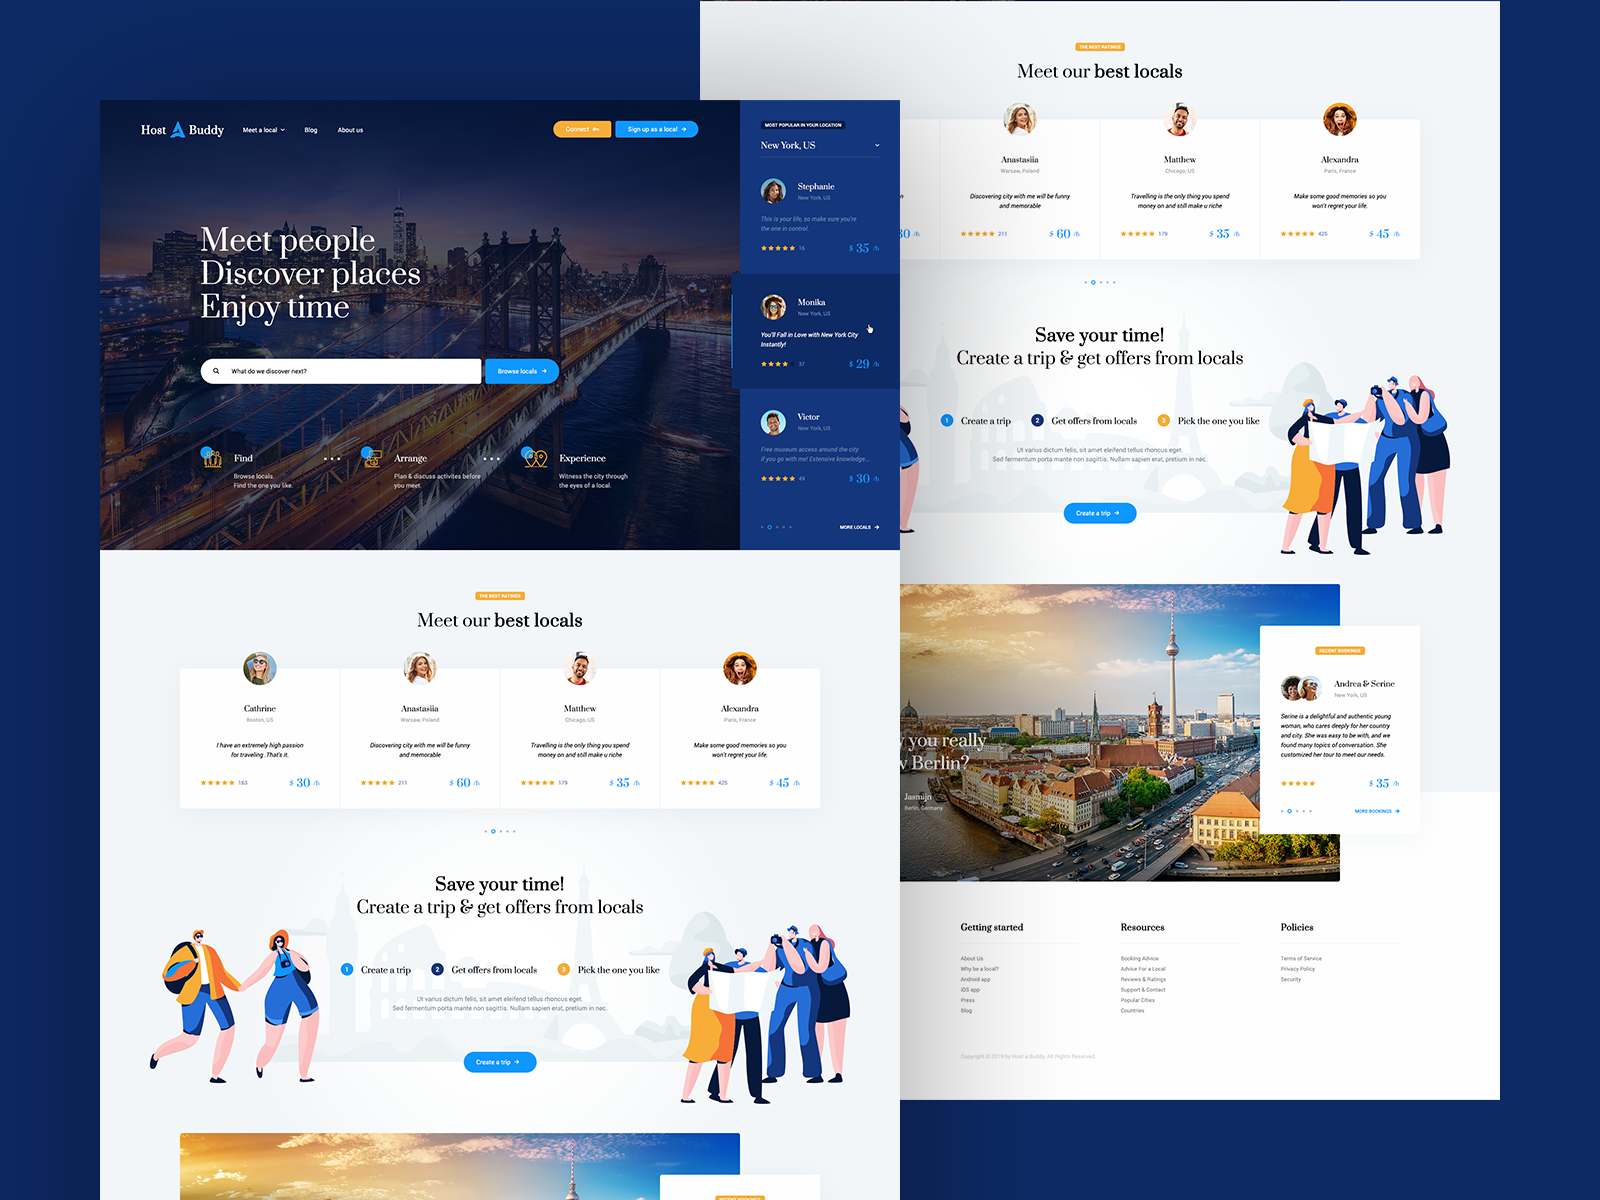 Host Buddy
Meet a local
Blog
About us
Connect
Sign up as a local
Meet people
Discover places
Enjoy time
What do we discover next?
Browse locals
Find
Browse locals.
Find the one you like.
Arrange
Plan & discuss activites before
you meet.
Experience
Witness the city through
the eyes of a local.
MOST POPULAR IN YOUR LOCATION
New York, US
Stephanie
New York, US
This is your life, so make sure you're
the one in control.
16
$ 35 /h
Monika
New York, US
You'll Fall in Love with New York City
Instantly!
37
$ 29 /h
Victor
New York, US
Free museum access around the city
if you go with me! Extensive knowledge...
49
$ 30 /h
MORE LOCALS
THE BEST RATINGS
Meet our best locals
Cathrine
Boston, US
I have an extremely high passion
for traveling .That's it.
163
$ 30 /h
Anastasiia
Warsaw, Poland
Discovering city with me will be funny
and memorable
211
$ 60 /h
Matthew
Chicago, US
Travelling is the only thing you spend
money on and still make u riche
179
$ 35 /h
Alexandra
Paris, France
Make some good memories so you
won't regret your life.
425
$ 45 /h
Save your time!
Create a trip & get offers from locals
1 Create a trip
2 Get offers from locals
3 Pick the one you like
Ut varius dictum felis, sit amet eleifend tellus rhoncus eget.
Sed fermentum porta mante non sagittis. Nullam sapien erat, pretium in nec.
Create a trip
RECENT BOOKINGS
THE BEST RATINGS
Meet our best locals
n
30 /h
Anastasiia
Warsaw, Poland
Discovering city with me will be funny
and memorable
211
$ 60 /h
Matthew
Chicago, US
Travelling is the only thing you spend
money on and still make u riche
179
$ 35 /h
Alexandra
Paris, France
Make some good memories so you
won't regret your life.
425
$ 45 /h
Save your time!
Create a trip & get offers from locals
1 Create a trip
2 Get offers from locals
3 Pick the one you like
Ut varius dictum felis, sit amet eleifend tellus rhoncus eget.
Sed fermentum porta mante non sagittis. Nullam sapien erat, pretium in nec.
Create a trip
y you really
w Berlin?
Jasmijn
Berlin, Germany
RECENT BOOKINGS
Andrea & Serine
New York, US
Serine is a delightful and authentic young
woman, who cares deeply for her country
and city. She was easy to be with, and we
found many topics of conversation. She
customized her tour to meet our needs.
$ 35 /h
MORE BOOKINGS
Getting started
About Us
Why be a local?
Android app
iOS app
Press
Blog
Resources
Booking Advice
Advice For a Local
Reviews & Ratings
Support & Contact
Popular Cities
Countries
Policies
Terms of Service
Privacy Policy
Security
Copyright © 2019 by Host a Buddy. All Rights Reserved.